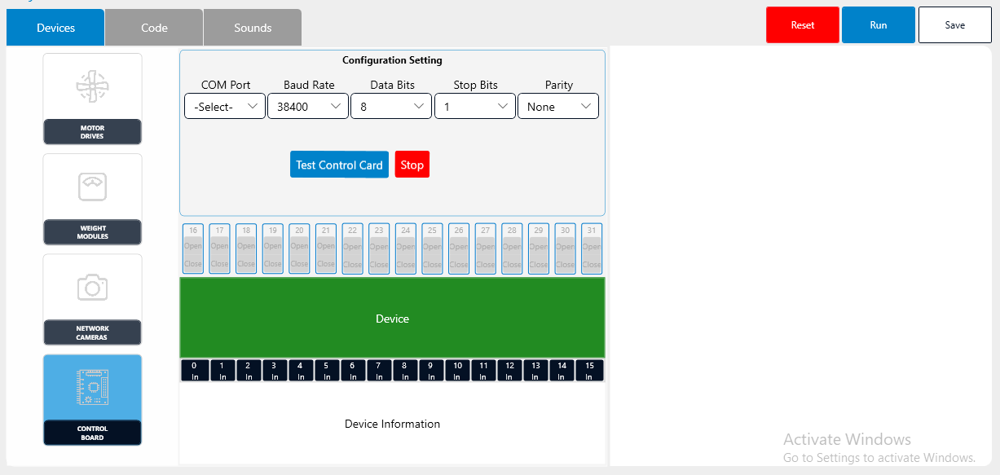 Devices
Code
Sounds
Reset
Run
Save
MOTOR
DRIVES
WEIGHT
MODULES
NETWORK
CAMERAS
CONTROL
BOARD
Configuration Setting
COM Port Baud Rate Data Bits Stop Bits Parity
-Select- 38400 8 1 None
Test Control Card Stop
16 17 18 19 20 21 22 23 24 25 26 27 28 29 30 31
Open Open Open Open Open Open Open Open Open Open Open Open Open Open Open Open
Close Close Close Close Close Close Close Close Close Close Close Close Close Close Close Close
Device
0 1 2 3 4 5 6 7 8 9 10 11 12 13 14 15
In In In In In In In In In In In In In In In In
Device Information
Activate Windows
Go to Settings to activate Windows.